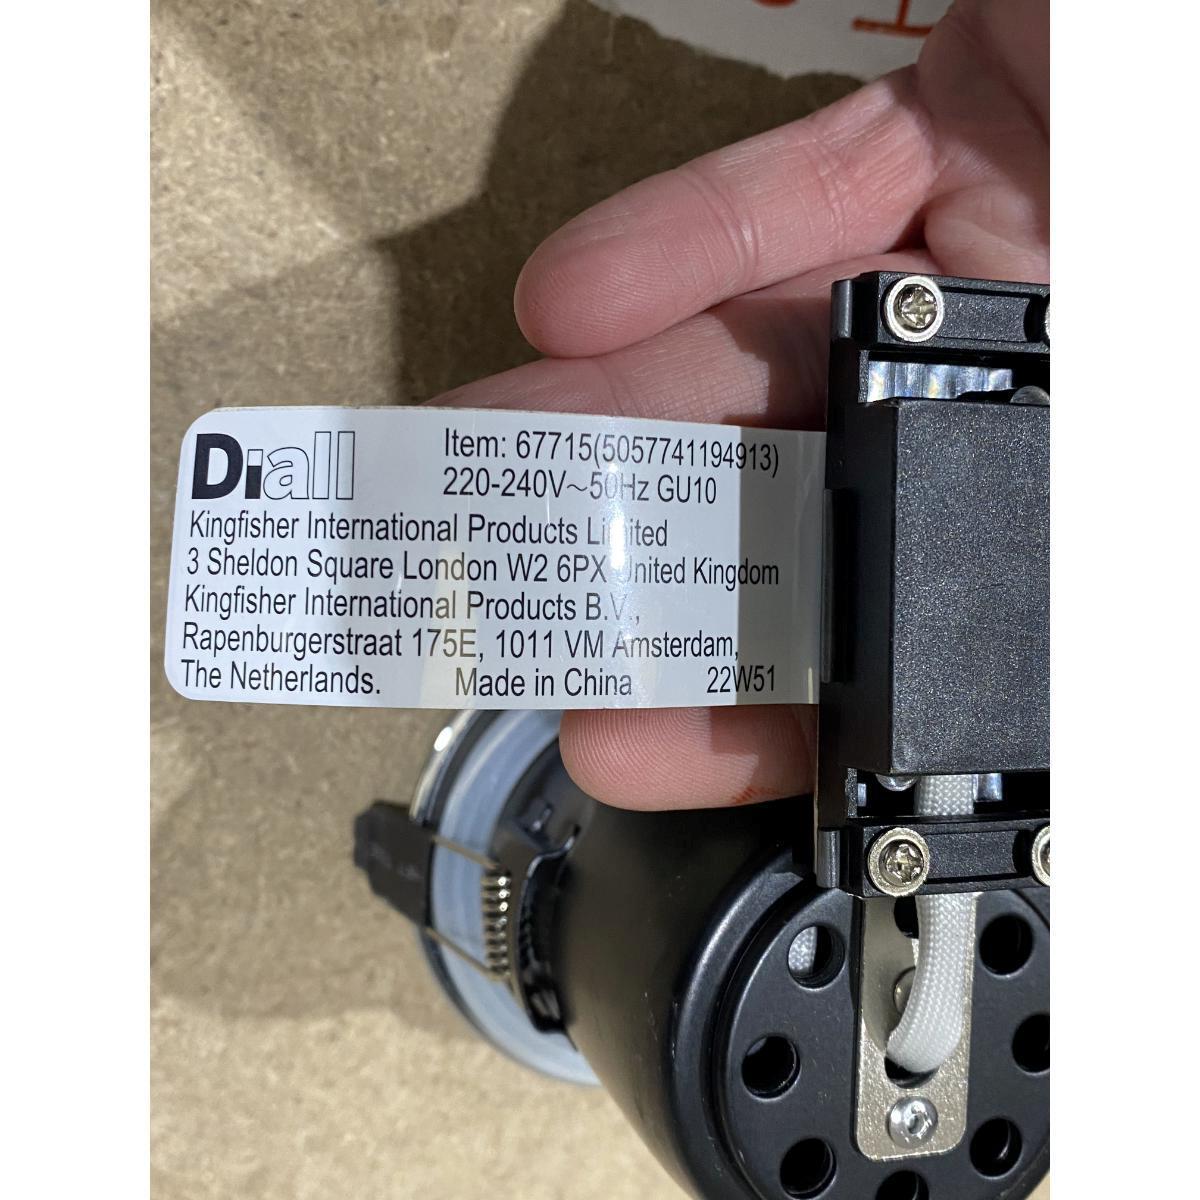 Diall
Item: 67715(5057741194913)
220-240V~50Hz GU10
Kingfisher International Products Limited
3 Sheldon Square London W2 6PX United Kingdom
Kingfisher International Products B.V.,
Rapenburgerstraat 175E, 1011 VM Amsterdam,
The Netherlands. Made in China 22W51